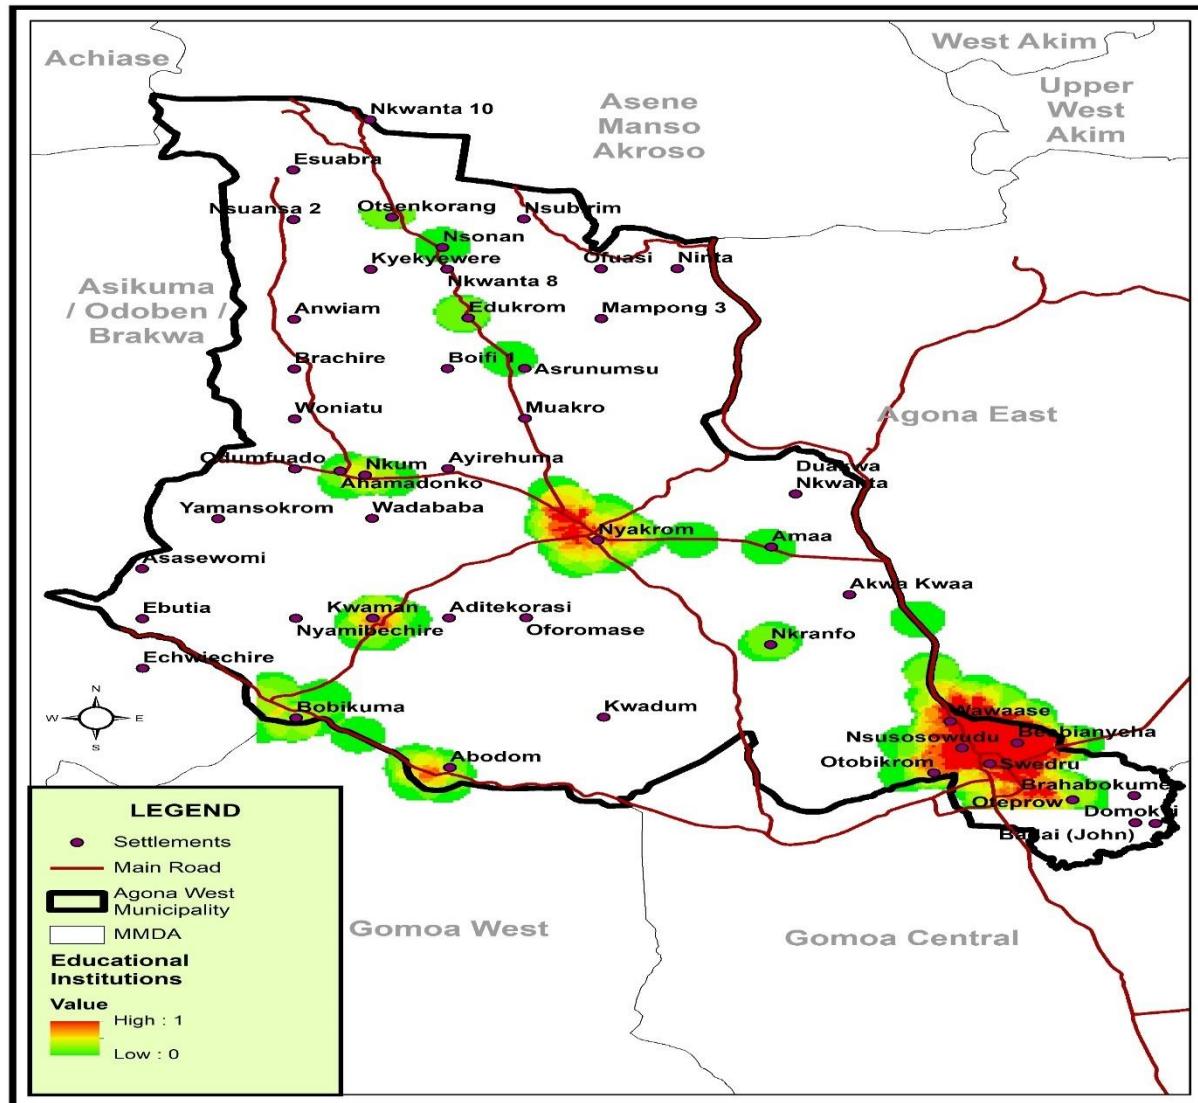 Achiase
West Akim
Upper
West
Akim
Asene
Manso
Akroso
Nkwanta 10
Esuabra
Nsuansa 2
Otsenkorang
Nsubirim
Nsonan
Kyekyewere
Nkwanta 8
Ofuasi
Ninta
Asikuma
/ Odoben /
Brakwa
Anwiam
Edukrom
Mampong 3
Brachire
Boifi 1
Asrunumsu
Woniatu
Muakro
Agona East
Odumfuado
Nkum
Ahamadonko
Ayirehuma
Duakwa
Nkwanta
Yamansokrom
Wadababa
Nyakrom
Amaa
Asasewomi
Akwa Kwaa
Ebutia
Kwaman
Nyamibechire
Aditekorasi
Oforomase
Nkranfo
Echwiechire
N
W
E
S
Bobikuma
Kwadum
Wawaase
Nsusosowudu
Abodom
Otobikrom
Swedru
Brahabokume
Oteprow
LEGEND
Settlements
Main Road
Agona West
Municipality
MMDA
Educational
Institutions
Value
High : 1
Low : 0
Gomoa West
Gomoa Central